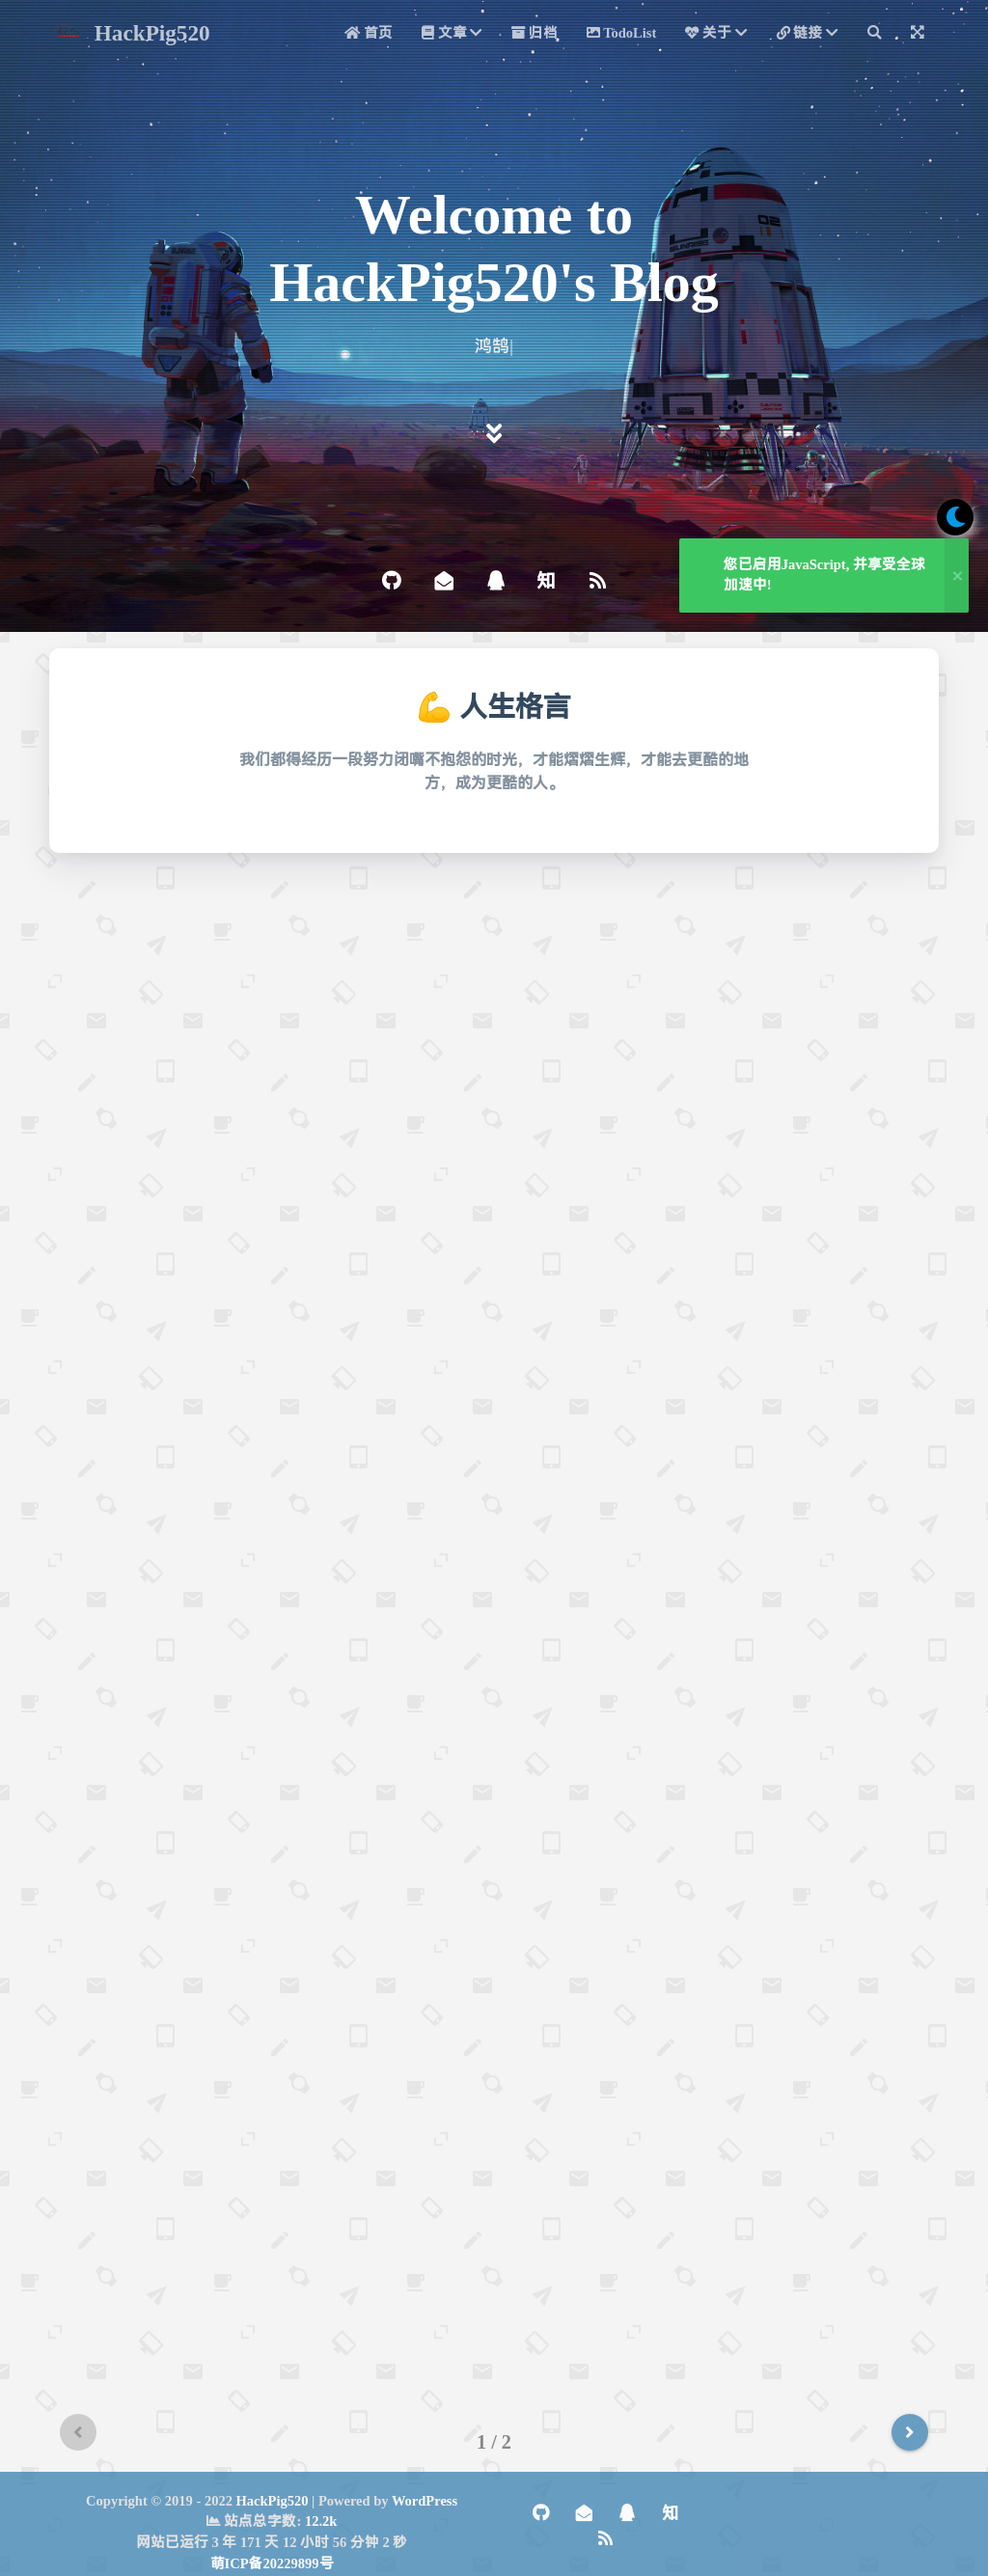 HackPig520
首页
文章
归档
TodoList
关于
链接
Welcome to
HackPig520's Blog
鸿鹄|
您已启用JavaScript, 并享受全球
加速中!
×
知
💪 人生格言
我们都得经历一段努力闭嘴不抱怨的时光，才能熠熠生辉，才能去更酷的地
方，成为更酷的人。
1 / 2
Copyright © 2019 - 2022 HackPig520 | Powered by WordPress
站点总字数: 12.2k
网站已运行 3 年 171 天 12 小时 56 分钟 2 秒
萌ICP备20229899号
知